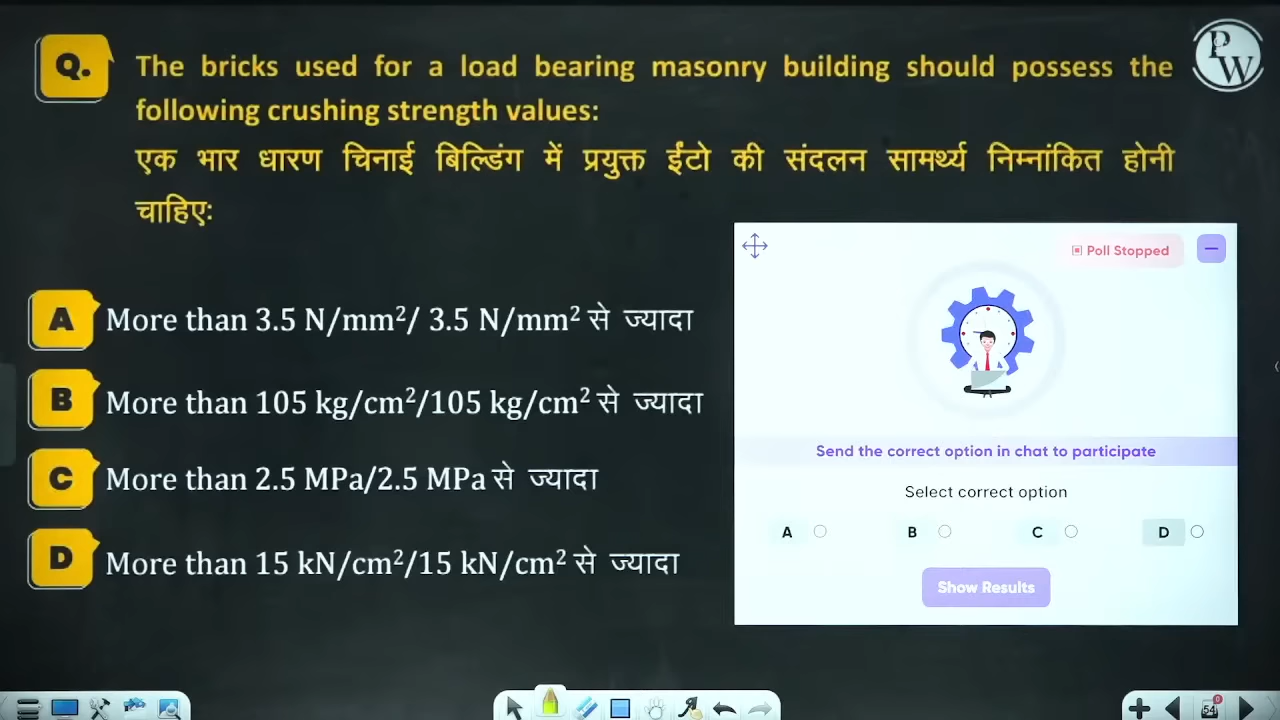 Q.
The bricks used for a load bearing masonry building should possess the
following crushing strength values:
एक भार धारण चिनाई बिल्डिंग में प्रयुक्त ईंटो की संदलन सामर्थ्य निम्नांकित होनी
चाहिए:
PW
A More than 3.5 N/mm²/ 3.5 N/mm² से ज्यादा
B More than 105 kg/cm²/105 kg/cm² से ज्यादा
C More than 2.5 MPa/2.5 MPa से ज्यादा
D More than 15 kN/cm²/15 kN/cm² से ज्यादा
Poll Stopped
Send the correct option in chat to participate
Select correct option
A B C D
Show Results
54